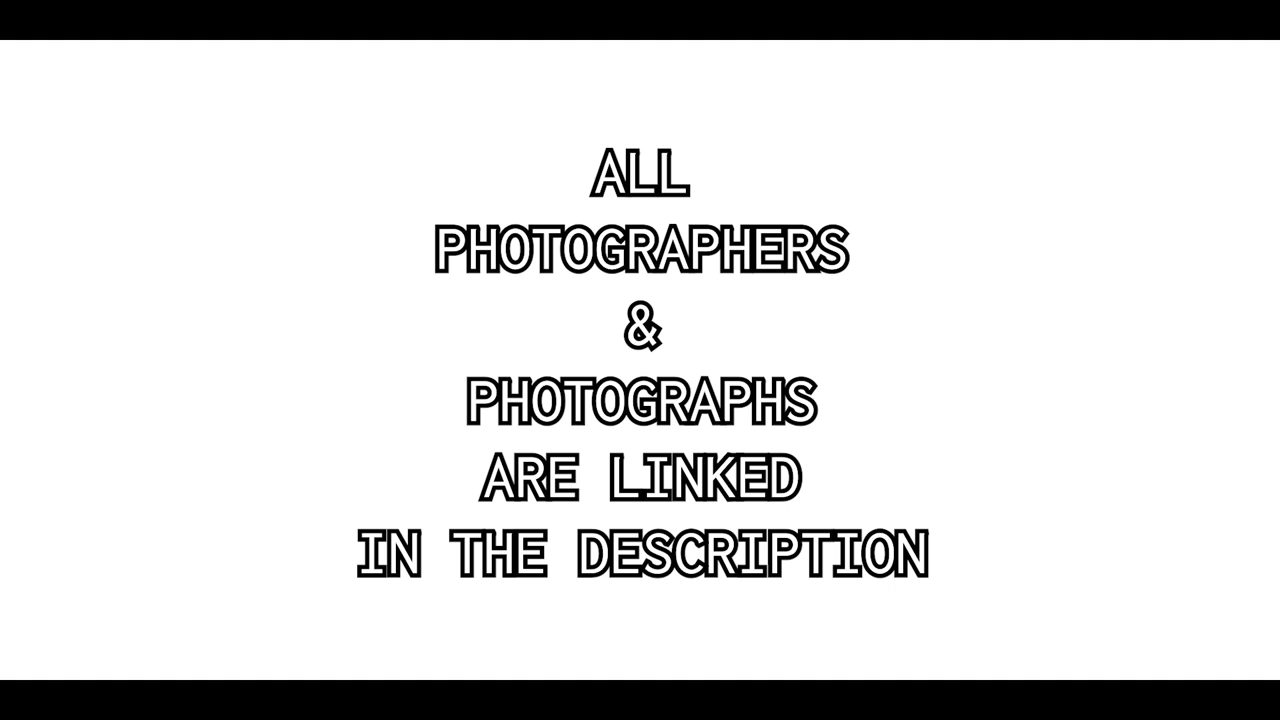 ALL
PHOTOGRAPHERS
&
PHOTOGRAPHS
ARE LINKED
IN THE DESCRIPTION